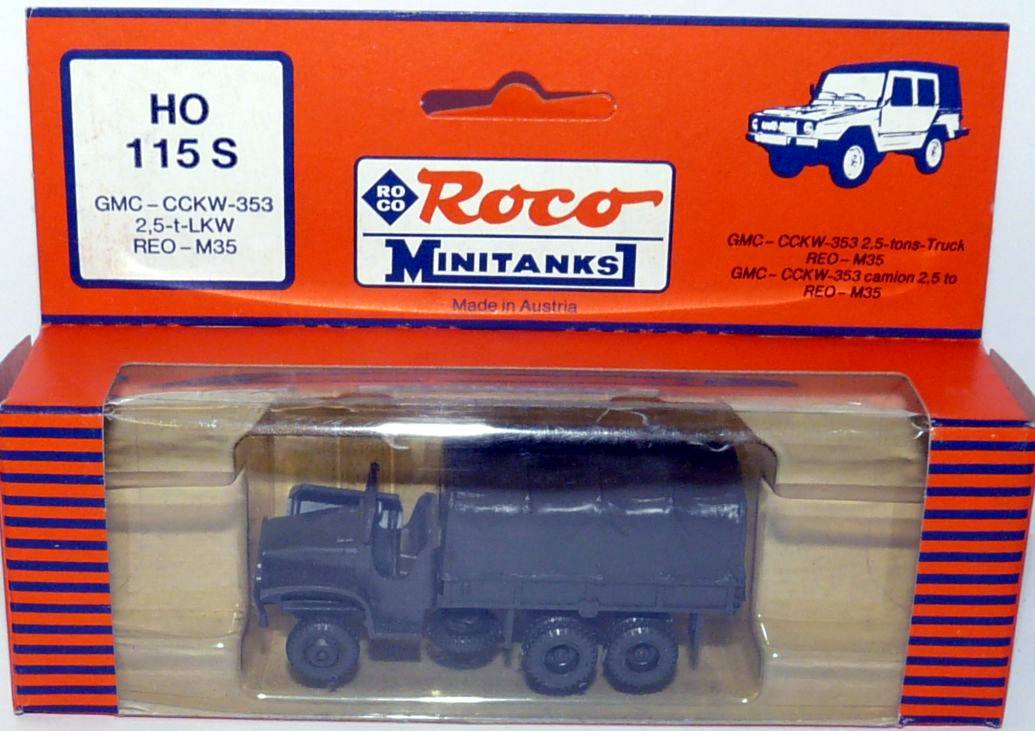 HO
115 S
GMC – CCKW-353
2,5-t-LKW
REO – M35
RO
CO
Roco
MINITANKS
Made in Austria
GMC – CCKW-353 2,5-tons-Truck
REO – M35
GMC – CCKW-353 camion 2,5 to
REO – M35